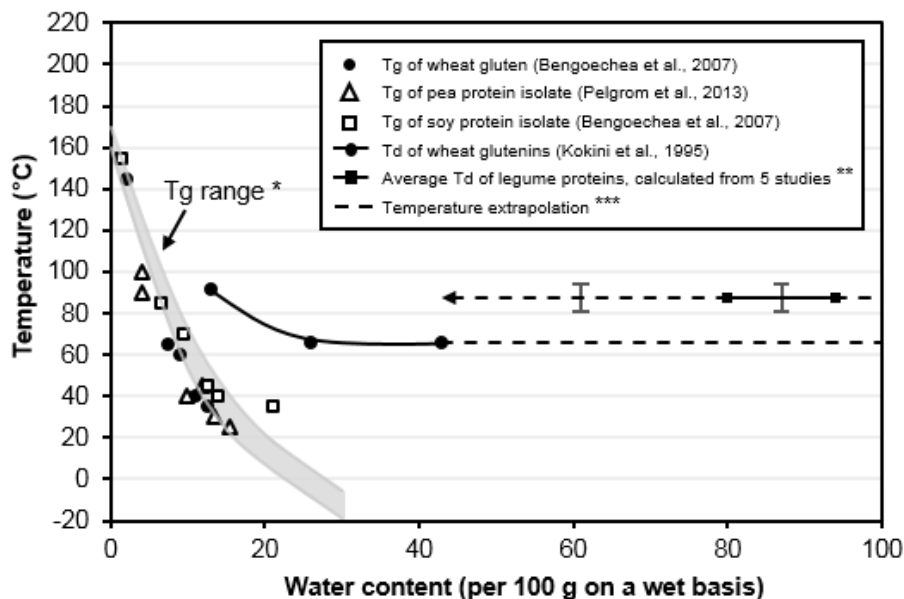 220
200
180
160
140
120
100
80
60
40
20
0
-20
Temperature (°C)
Tg of wheat gluten (Bengoechea et al., 2007)
Tg of pea protein isolate (Pelgrom et al., 2013)
Tg of soy protein isolate (Bengoechea et al., 2007)
Td of wheat glutenins (Kokini et al., 1995)
Average Td of legume proteins, calculated from 5 studies **
Temperature extrapolation ***
Tg range *
0 20 40 60 80 100
Water content (per 100 g on a wet basis)